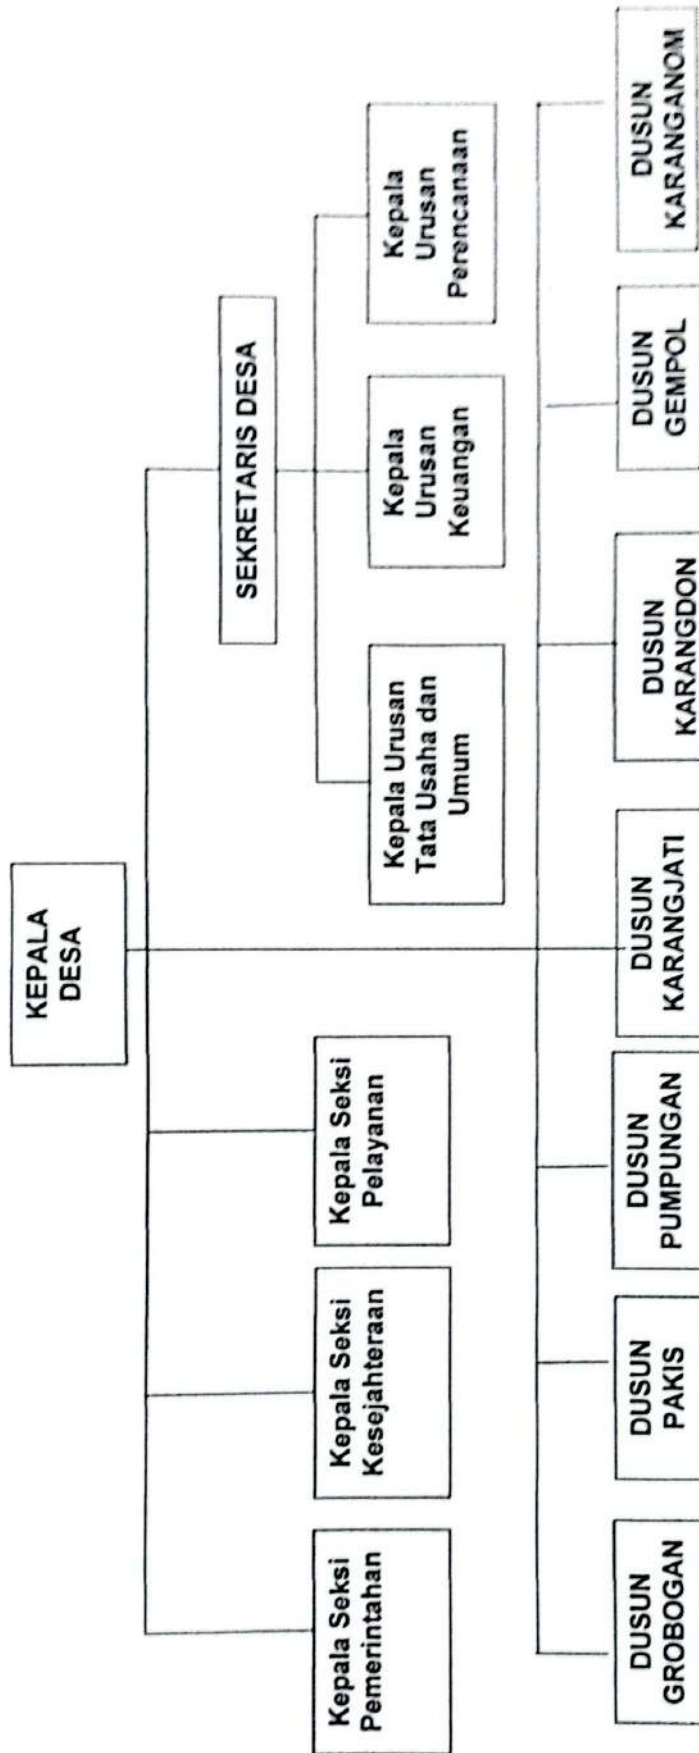 KEPALA
DESA
SEKRETARIS DESA
Kepala Seksi
Pemerintahan
Kepala Seksi
Kesejahteraan
Kepala Seksi
Pelayanan
Kepala Urusan
Tata Usaha dan
Umum
Kepala
Urusan
Keuangan
Kepala
Urusan
Perencanaan
DUSUN
GROBOGAN
DUSUN
PAKIS
DUSUN
PUMPUNGAN
DUSUN
KARANGJATI
DUSUN
KARANGDON
DUSUN
GEMPOL
DUSUN
KARANGANOM